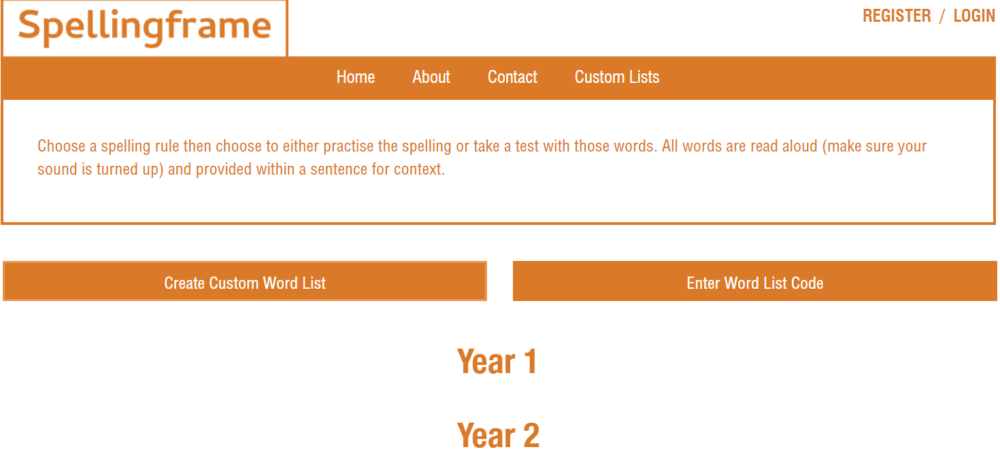 Spellingframe
REGISTER / LOGIN
Home About Contact Custom Lists
Choose a spelling rule then choose to either practise the spelling or take a test with those words. All words are read aloud (make sure your
sound is turned up) and provided within a sentence for context.
Create Custom Word List
Enter Word List Code
Year 1
Year 2